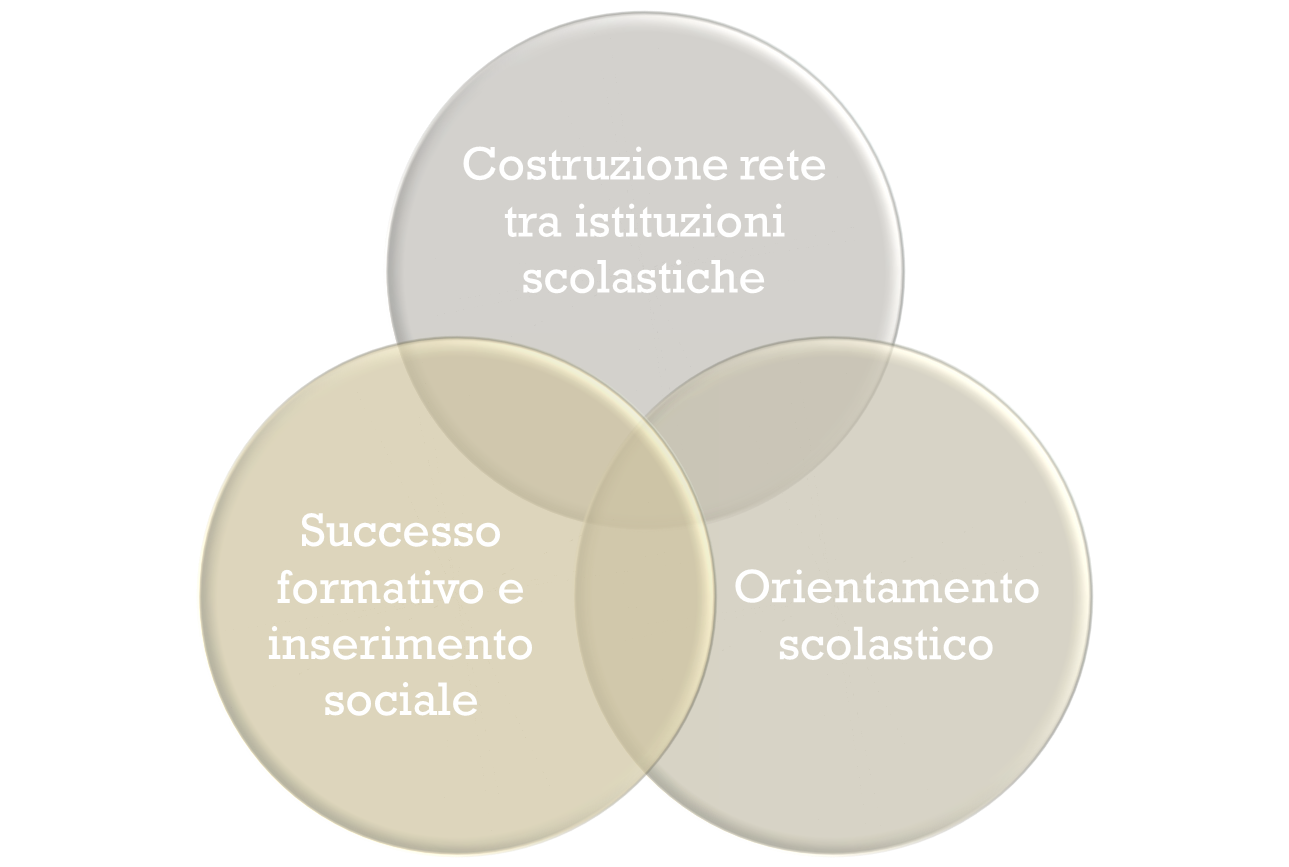 Costruzione rete
tra istituzioni
scolastiche
Successo
formativo e
inserimento
sociale
Orientamento
scolastico